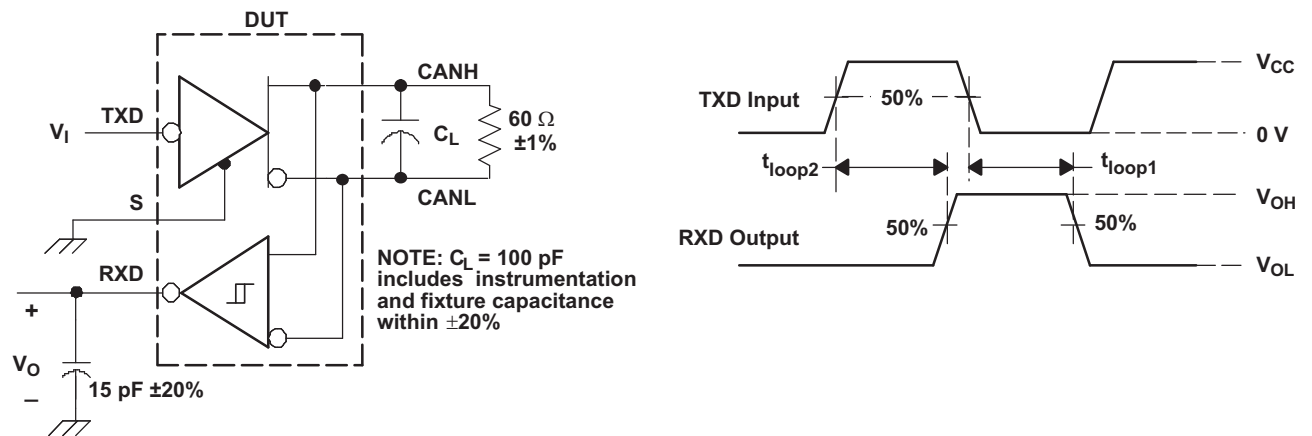 DUT
TXD
V_I
S
RXD
+
V_O
–
15 pF ±20%
CANH
C_L
60 Ω
±1%
CANL
NOTE: C_L = 100 pF
includes instrumentation
and fixture capacitance
within ±20%
TXD Input
50%
V_CC
0 V
t_loop2
t_loop1
RXD Output
50%
50%
V_OH
V_OL